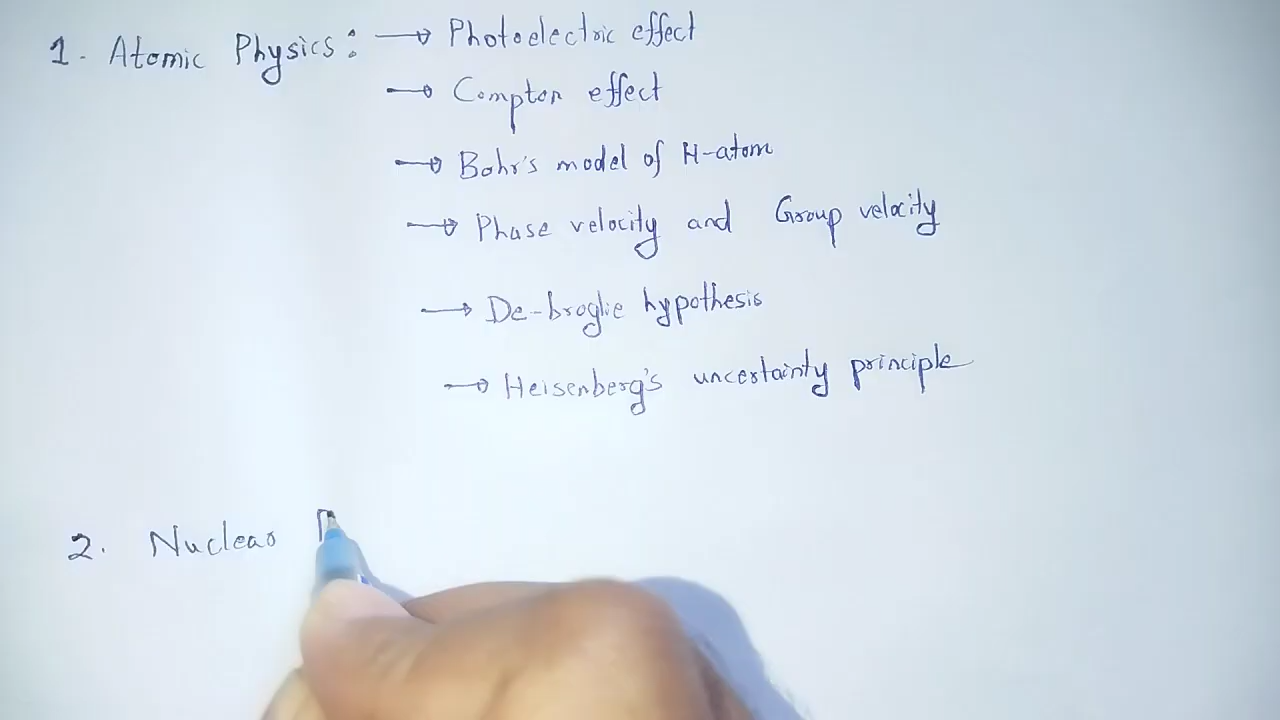 1. Atomic Physics: → Photoelectric effect
→ Compton effect
→ Bohr's model of H-atom
→ Phase velocity and Group velocity
→ De-broglie hypothesis
→ Heisenberg's uncertainty principle
2. Nuclear